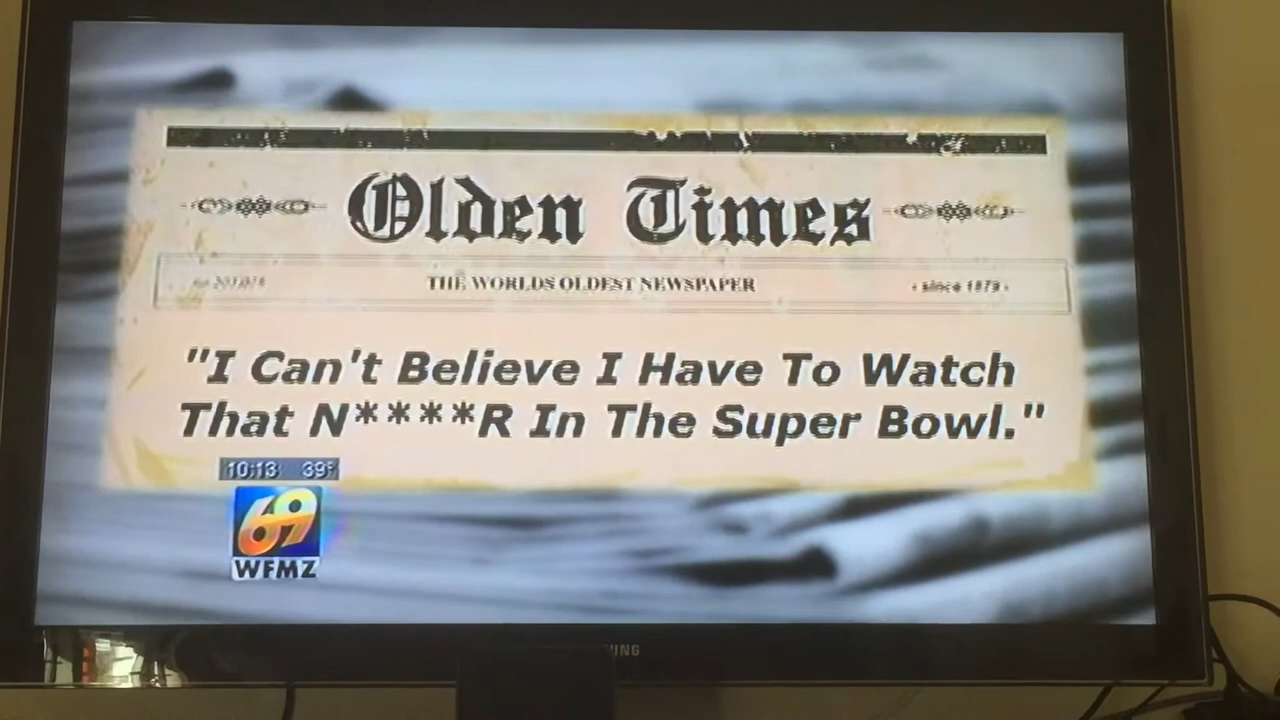 Olden Times
THE WORLDS OLDEST NEWSPAPER
• since 1879 •
"I Can't Believe I Have To Watch
That N****R In The Super Bowl."
10:13 39°
69
WFMZ